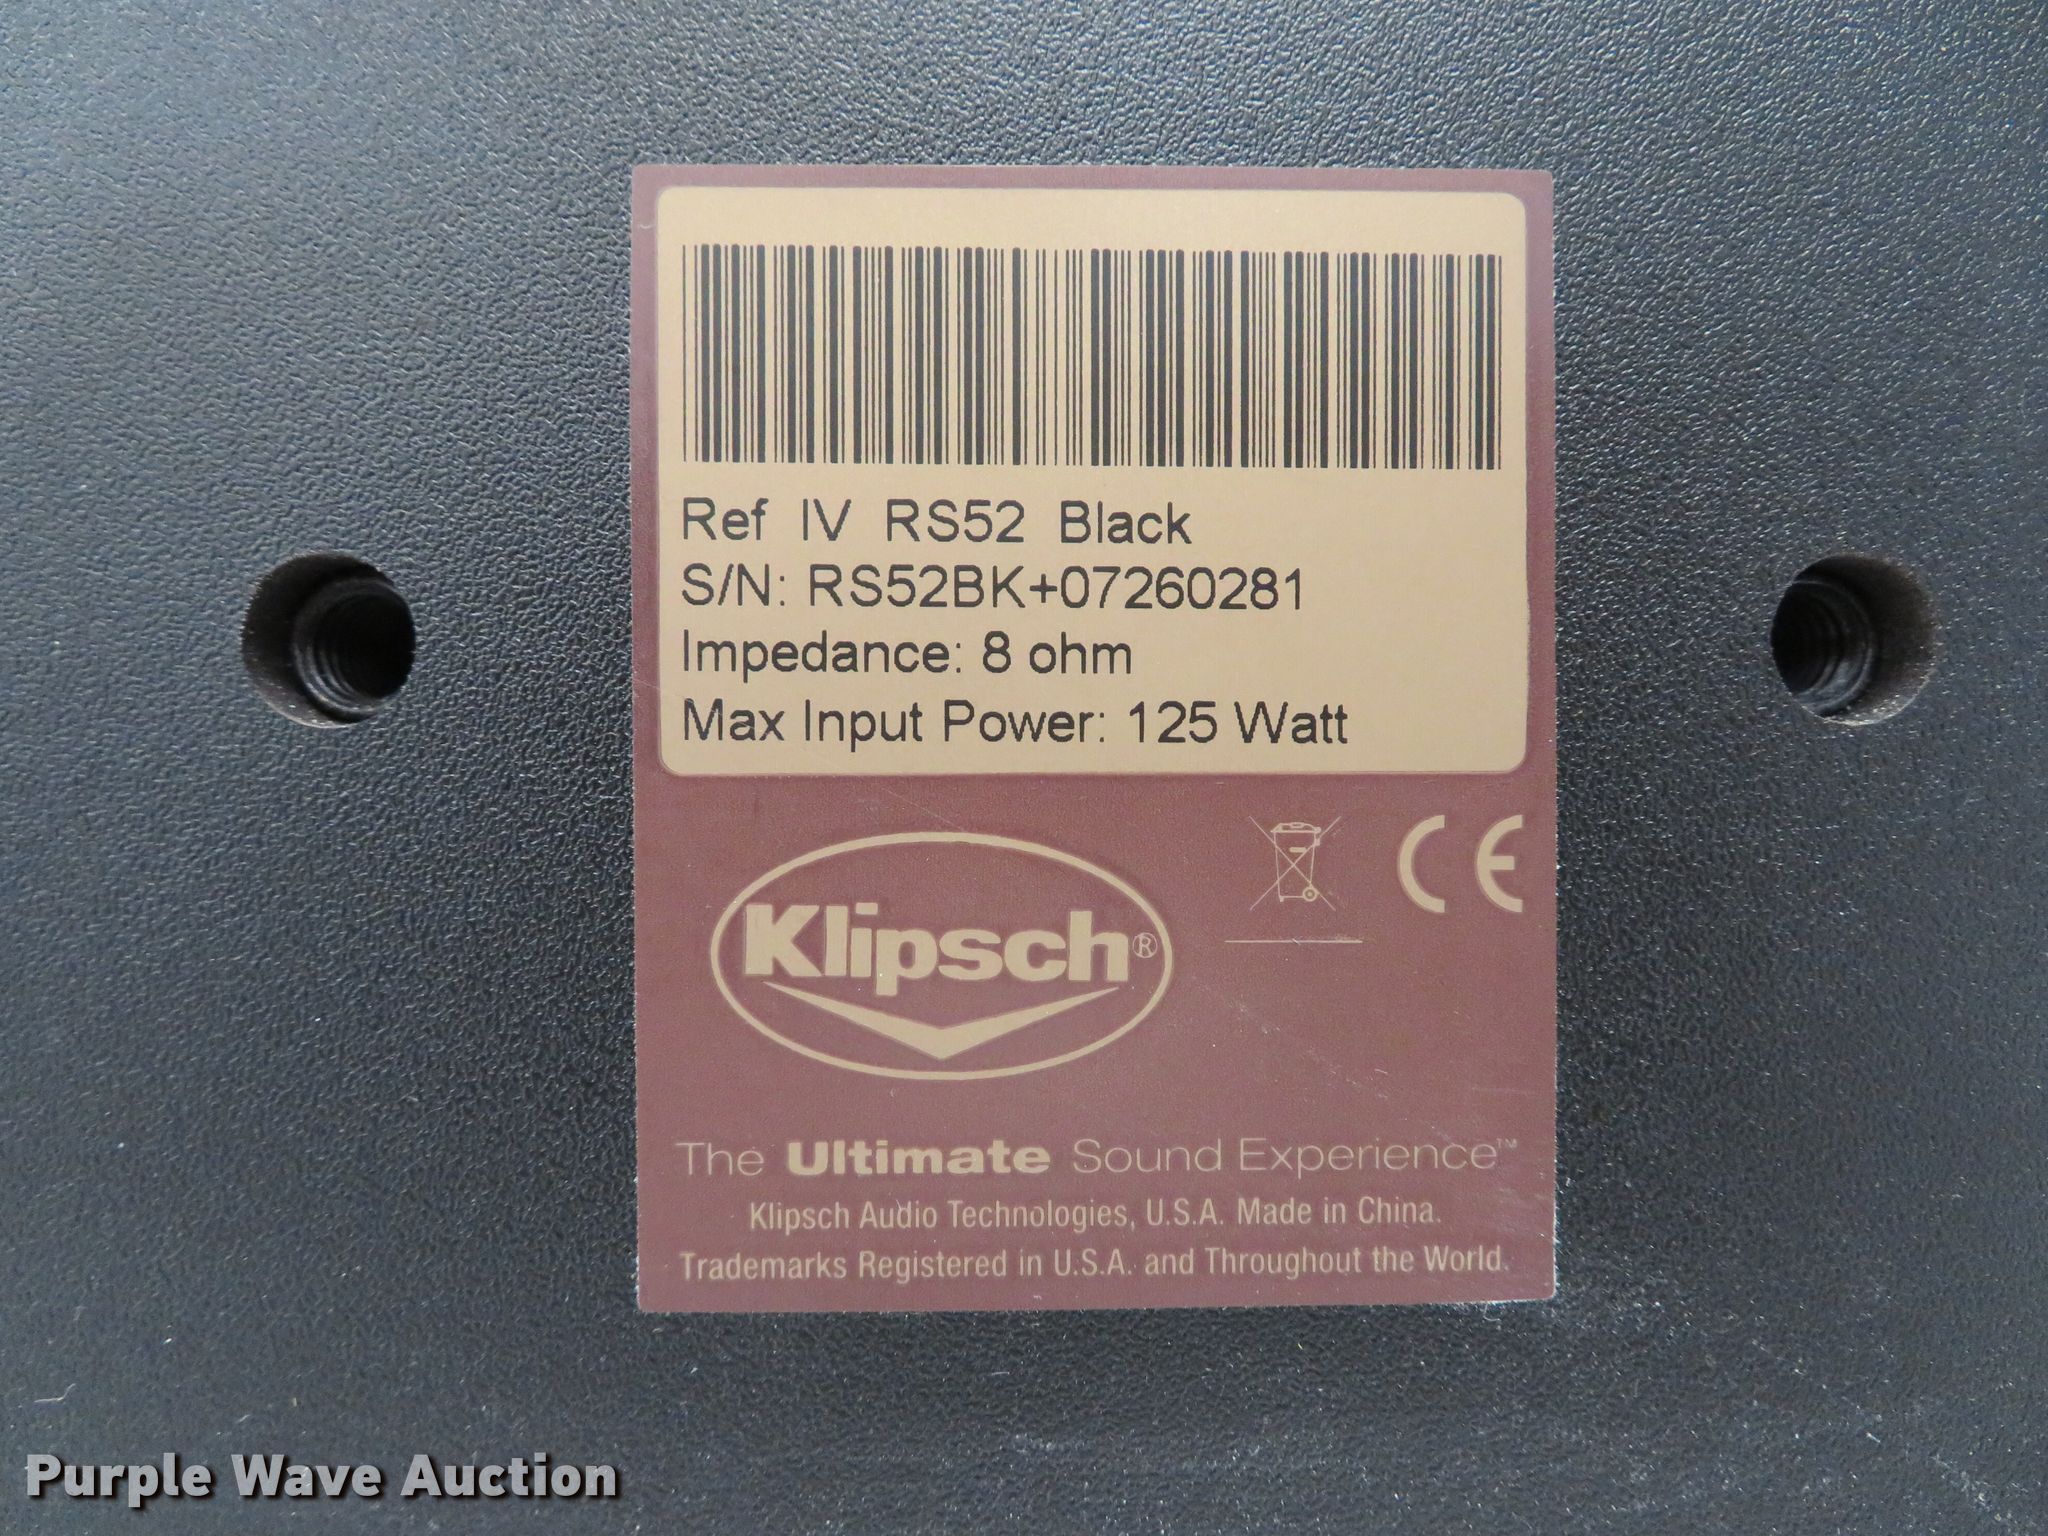 Ref IV RS52 Black
S/N: RS52BK+07260281
Impedance: 8 ohm
Max Input Power: 125 Watt
CE
Klipsch®
The Ultimate Sound Experience™
Klipsch Audio Technologies, U.S.A. Made in China.
Trademarks Registered in U.S.A. and Throughout the World.
Purple Wave Auction